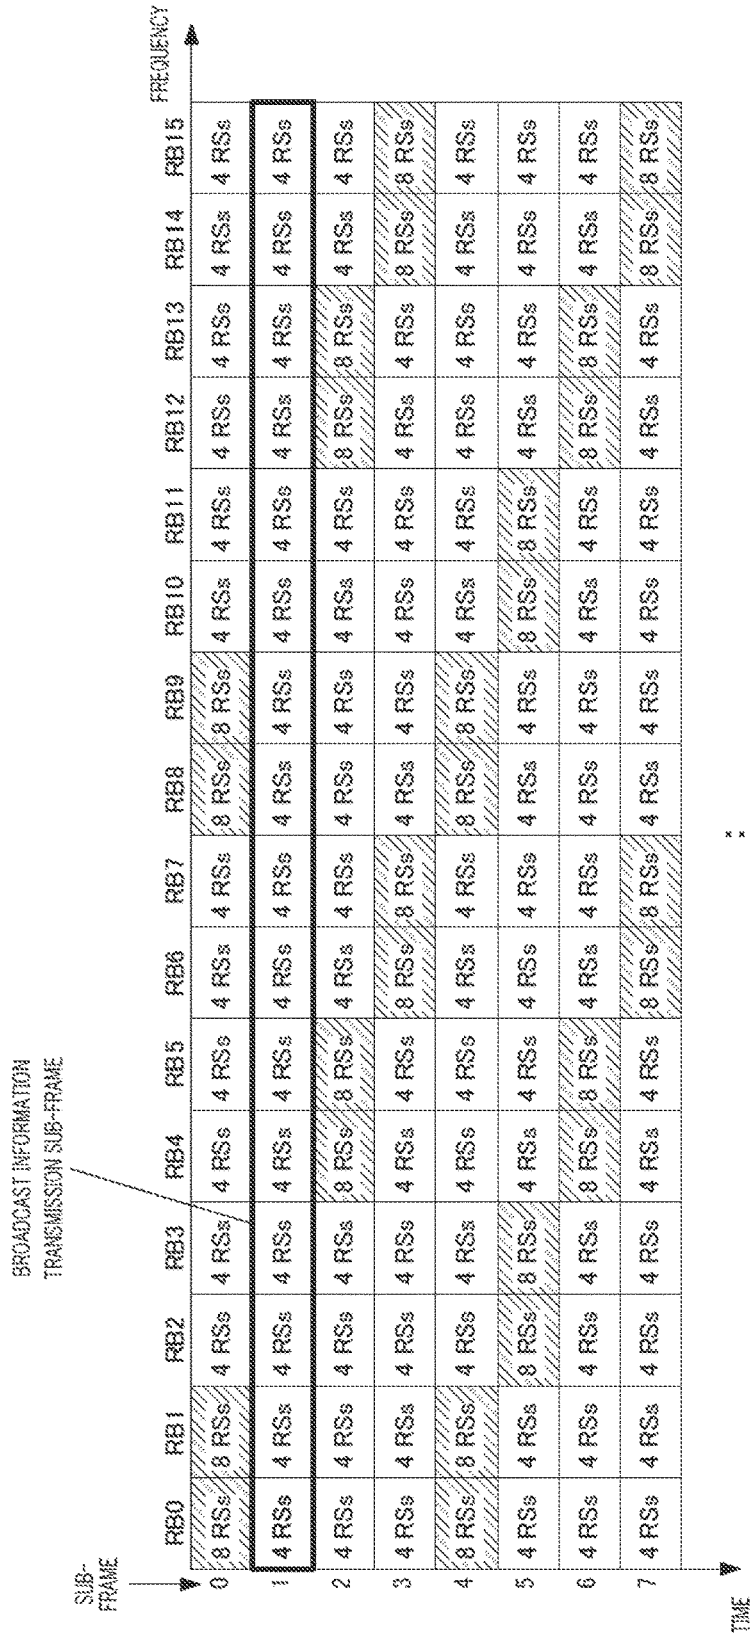 BROADCAST INFORMATION
TRANSMISSION SUB-FRAME
SUB-
FRAME
RB0 RB1 RB2 RB3 RB4 RB5 RB6 RB7 RB8 RB9 RB10 RB11 RB12 RB13 RB14 RB15
FREQUENCY
0 8 RSs 8 RSs 4 RSs 4 RSs 4 RSs 4 RSs 4 RSs 4 RSs 8 RSs 8 RSs 4 RSs 4 RSs 4 RSs 4 RSs 4 RSs 4 RSs
1 4 RSs 4 RSs 4 RSs 4 RSs 4 RSs 4 RSs 4 RSs 4 RSs 4 RSs 4 RSs 4 RSs 4 RSs 4 RSs 4 RSs 4 RSs 4 RSs
2 4 RSs 4 RSs 4 RSs 4 RSs 8 RSs 8 RSs 4 RSs 4 RSs 4 RSs 4 RSs 4 RSs 4 RSs 8 RSs 8 RSs 4 RSs 4 RSs
3 4 RSs 4 RSs 4 RSs 4 RSs 4 RSs 4 RSs 8 RSs 8 RSs 4 RSs 4 RSs 4 RSs 4 RSs 4 RSs 4 RSs 8 RSs 8 RSs
4 8 RSs 8 RSs 4 RSs 4 RSs 4 RSs 4 RSs 4 RSs 4 RSs 8 RSs 8 RSs 4 RSs 4 RSs 4 RSs 4 RSs 4 RSs 4 RSs
5 4 RSs 4 RSs 8 RSs 8 RSs 4 RSs 4 RSs 4 RSs 4 RSs 4 RSs 4 RSs 8 RSs 8 RSs 4 RSs 4 RSs 4 RSs 4 RSs
6 4 RSs 4 RSs 4 RSs 4 RSs 8 RSs 8 RSs 4 RSs 4 RSs 4 RSs 4 RSs 4 RSs 4 RSs 8 RSs 8 RSs 4 RSs 4 RSs
7 4 RSs 4 RSs 4 RSs 4 RSs 4 RSs 4 RSs 8 RSs 8 RSs 4 RSs 4 RSs 4 RSs 4 RSs 4 RSs 4 RSs 8 RSs 8 RSs
TIME